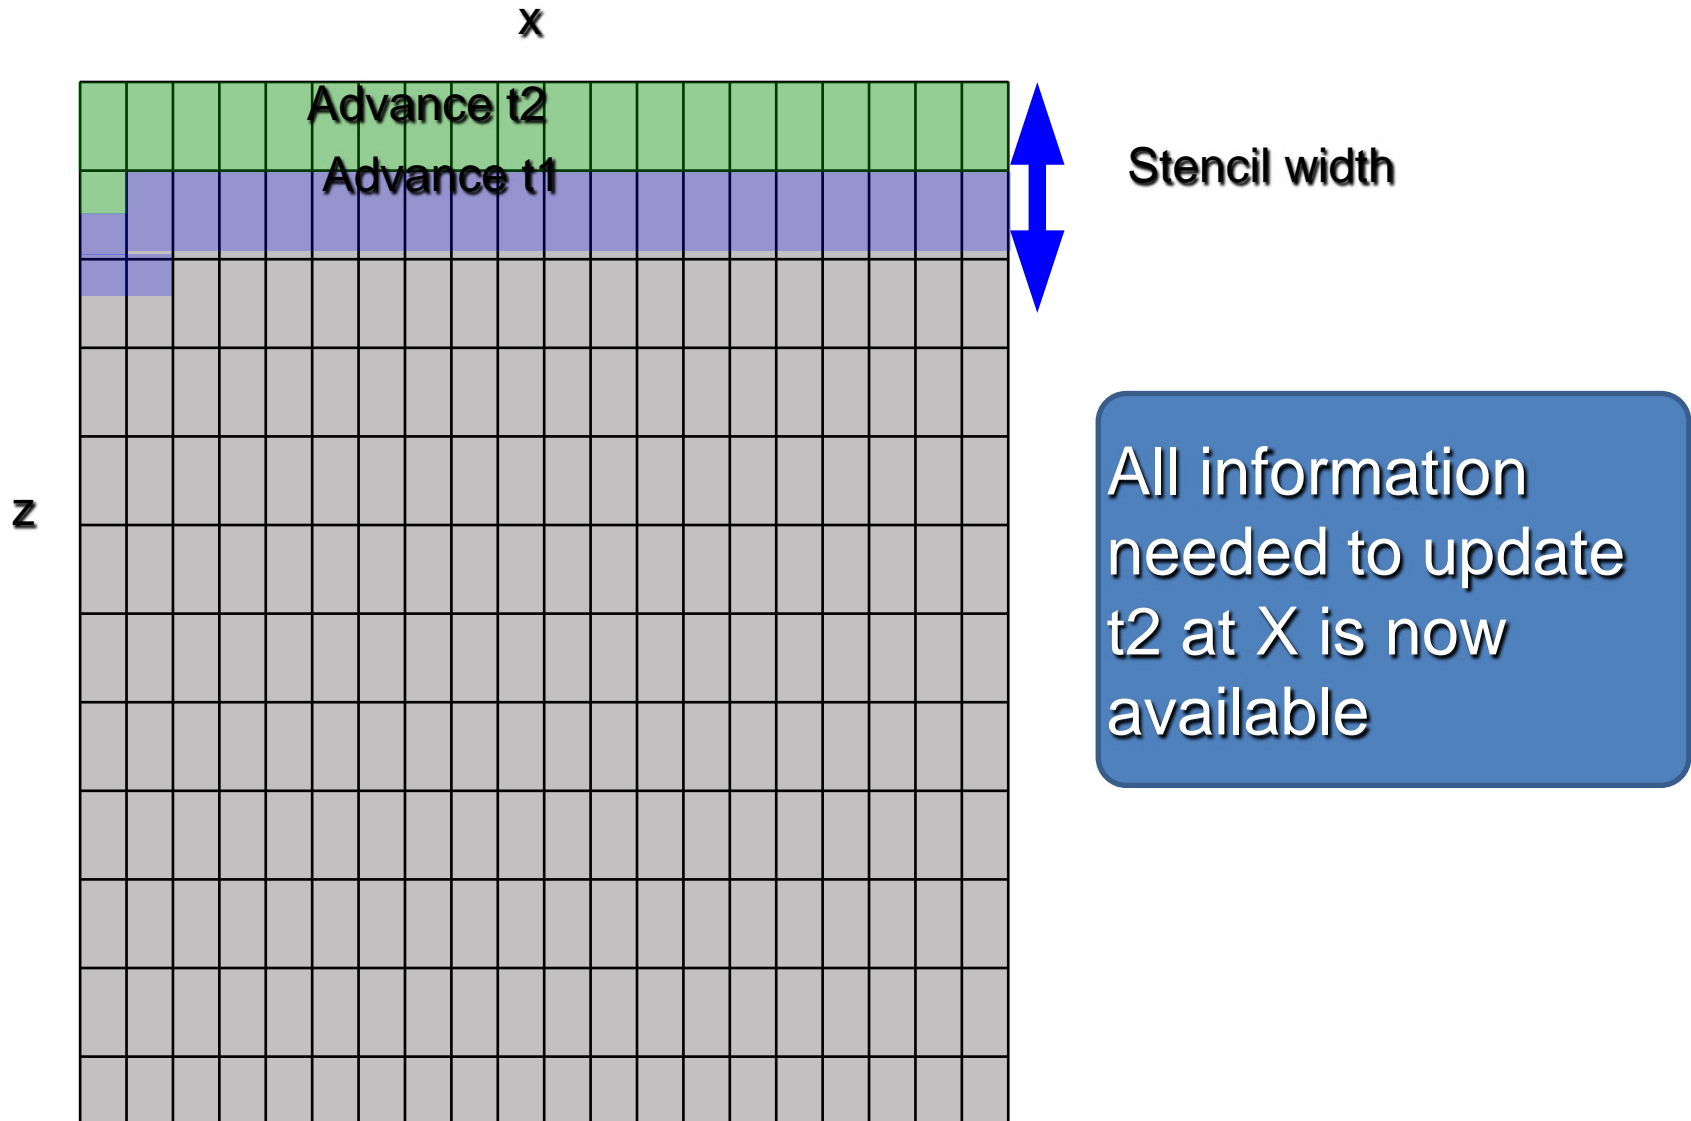 x
Advance t2
Advance t1
Stencil width
z
All information
needed to update
t2 at X is now
available